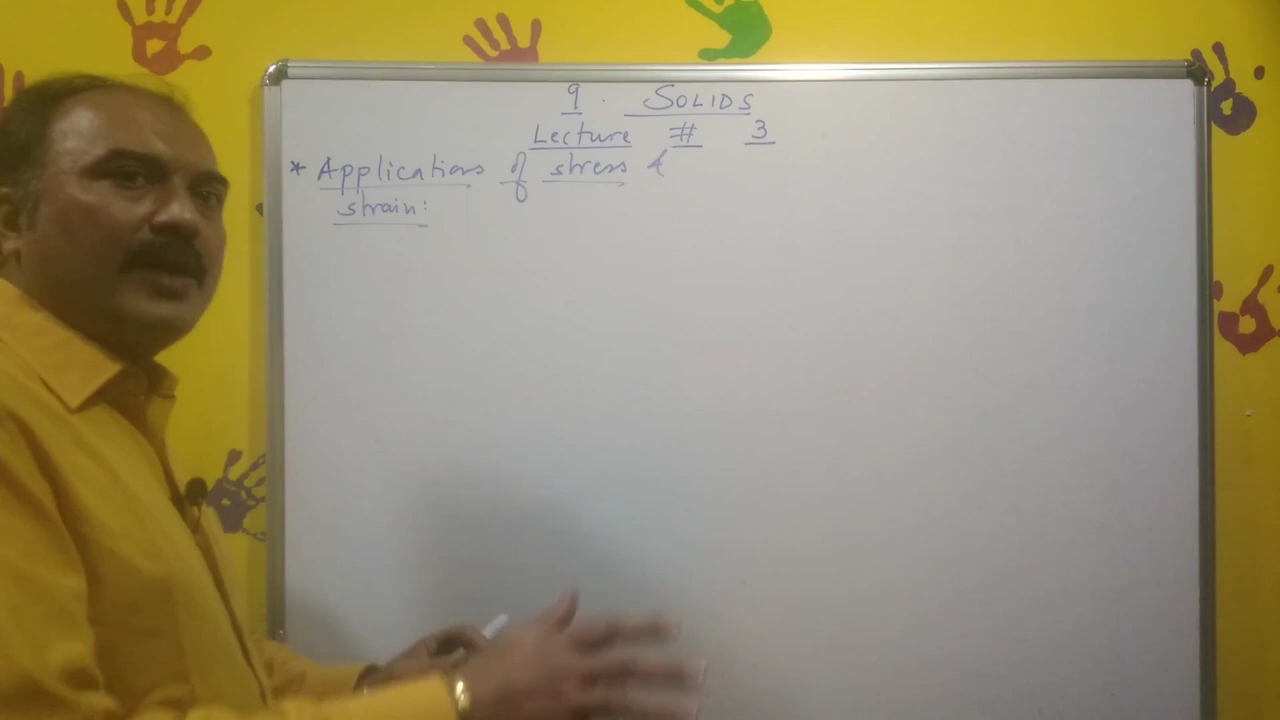 9. SOLIDS
Lecture # 3
* Applications of stress &
strain: